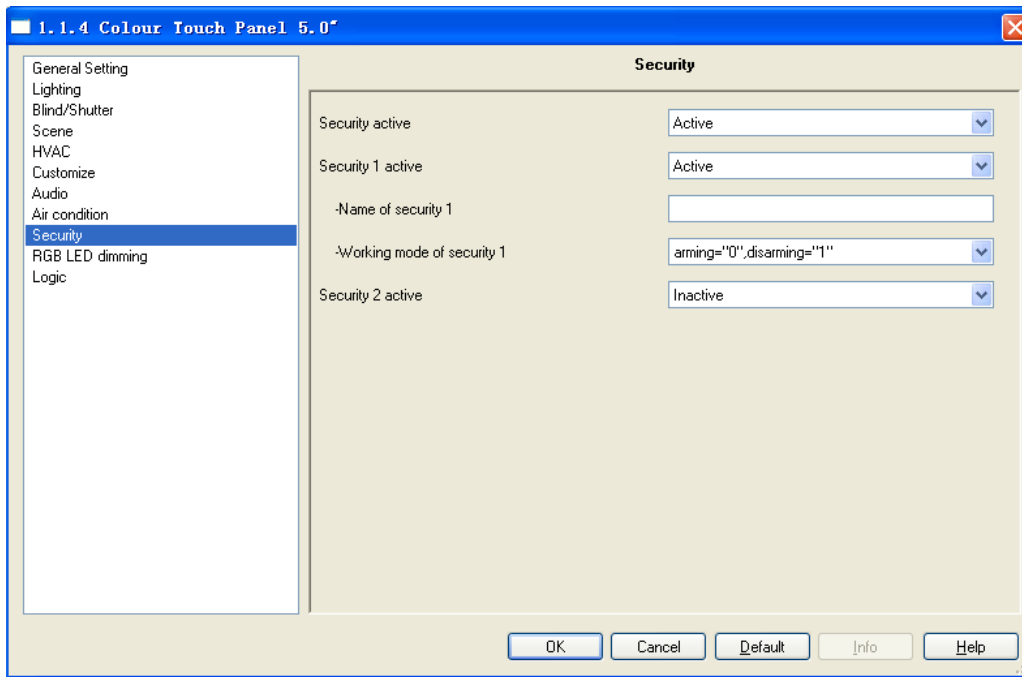 1.1.4 Colour Touch Panel 5.0"
General Setting
Lighting
Blind/Shutter
Scene
HVAC
Customize
Audio
Air condition
Security
RGB LED dimming
Logic
Security
Security active Active
Security 1 active Active
-Name of security 1
-Working mode of security 1 arming="0",disarming="1"
Security 2 active Inactive
OK Cancel Default Info Help